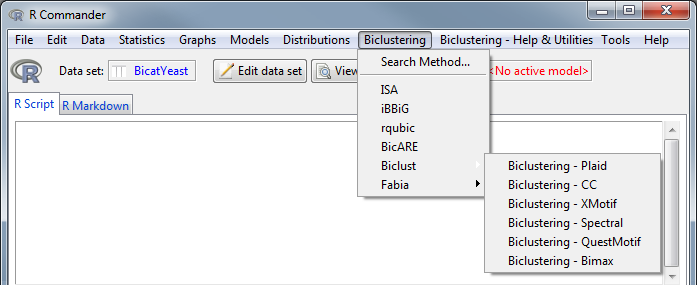 R Commander
File Edit Data Statistics Graphs Models Distributions Biclustering Biclustering - Help & Utilities Tools Help
R Data set: BicatYeast Edit data set View <No active model>
R Script R Markdown
Search Method...
ISA
iBBiG
rqubic
BicARE
Biclust
Fabia
Biclustering - Plaid
Biclustering - CC
Biclustering - XMotif
Biclustering - Spectral
Biclustering - QuestMotif
Biclustering - Bimax